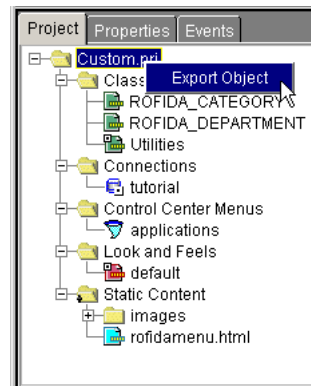 Project Properties Events
Custom.prj
Export Object
ROFIDA_CATEGORY
ROFIDA_DEPARTMENT
Utilities
Connections
tutorial
Control Center Menus
applications
Look and Feels
default
Static Content
images
rofidamenu.html